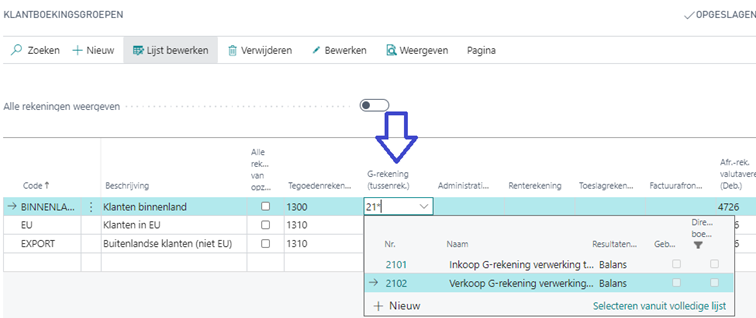 KLANTBOEKINGSGROEPEN
OPGESLAGEN
Zoeken Nieuw Lijst bewerken Verwijderen Bewerken Weergeven Pagina
Alle rekeningen weergeven
Code ↑ Beschrijving Alle rek... van opz... Tegoedenreken... G-rekening (tussenrek.) Administrati... Renterekening Toeslagreken... Factuurafron... Afr.-rek. valutavere (Deb.)
BINNENLA... Klanten binnenland 1300 21* 4726
EU Klanten in EU 1310
EXPORT Buitenlandse klanten (niet EU) 1310
Nr. Naam Resultaten... Geb... Dire... boe...
2101 Inkoop G-rekening verwerking t... Balans
2102 Verkoop G-rekening verwerking... Balans
+ Nieuw Selecteren vanuit volledige lijst